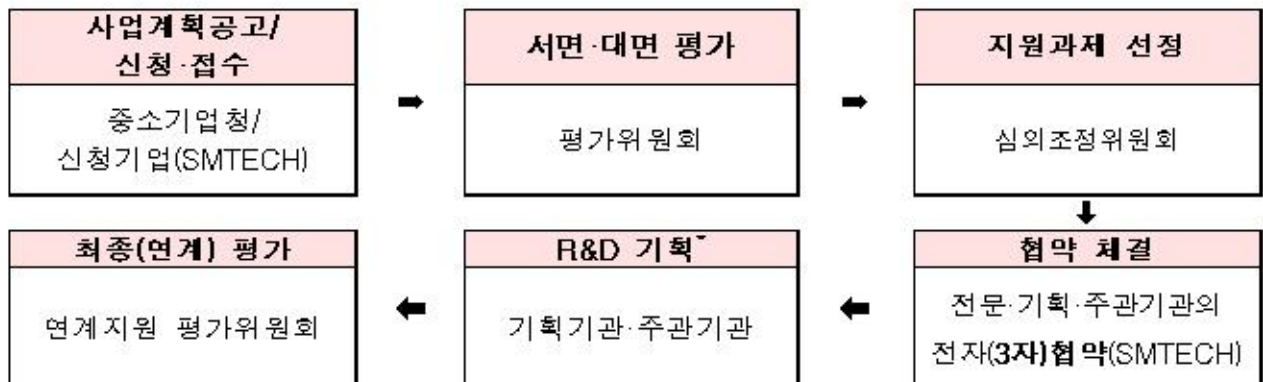 사업계획공고/
신청·접수
중소기업청/
신청기업(SMTECH)
서면·대면 평가
평가위원회
지원과제 선정
심의조정위원회
협약 체결
전문·기획·주관기관의
전자(3자)협약(SMTECH)
R&D 기획*
기획기관·주관기관
최종(연계) 평가
연계지원 평가위원회